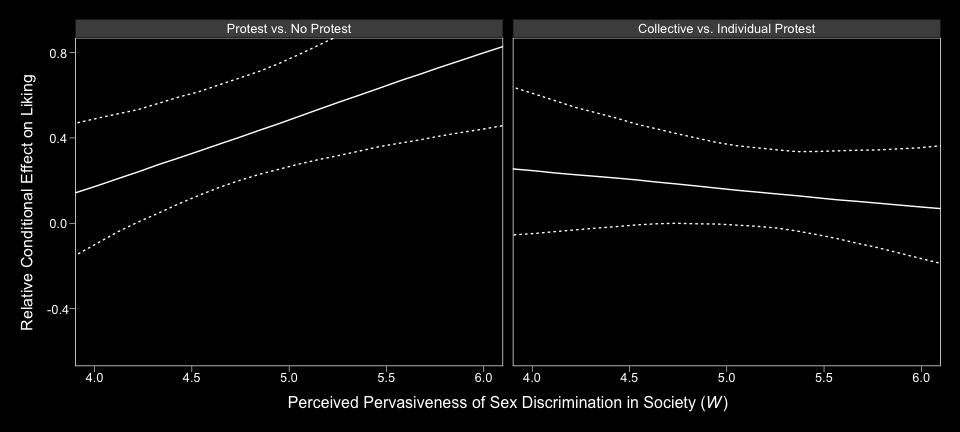 Protest vs. No Protest
Collective vs. Individual Protest
Relative Conditional Effect on Liking
0.8
0.4
0.0
-0.4
4.0 4.5 5.0 5.5 6.0
4.0 4.5 5.0 5.5 6.0
Perceived Pervasiveness of Sex Discrimination in Society (W)